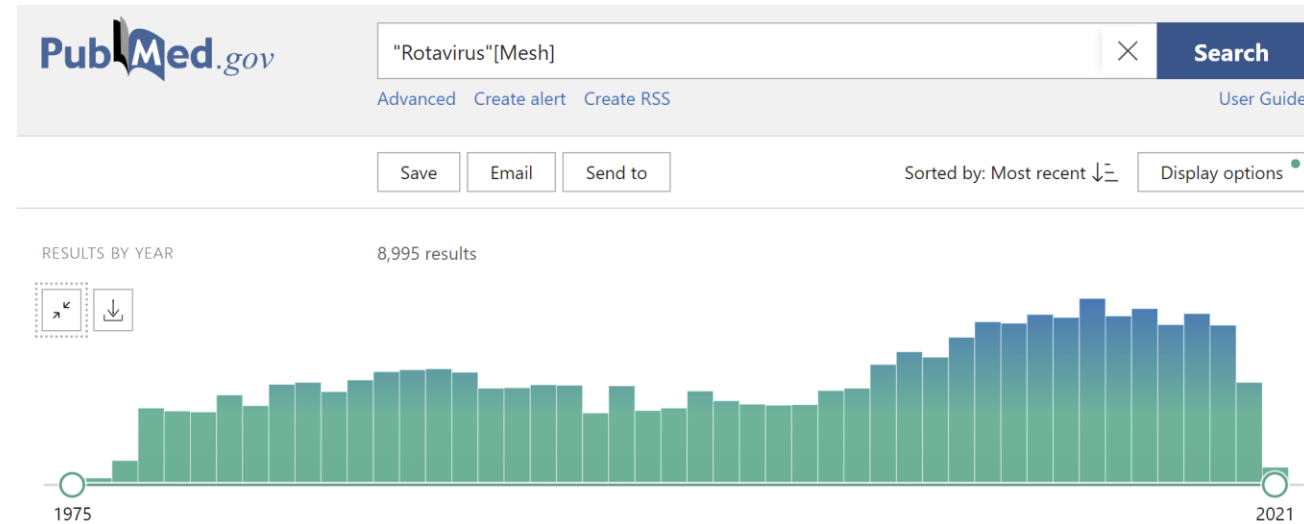 PubMed.gov
"Rotavirus"[Mesh]
Search
Advanced Create alert Create RSS
User Guide
Save Email Send to
Sorted by: Most recent
Display options
RESULTS BY YEAR
8,995 results
1975
2021